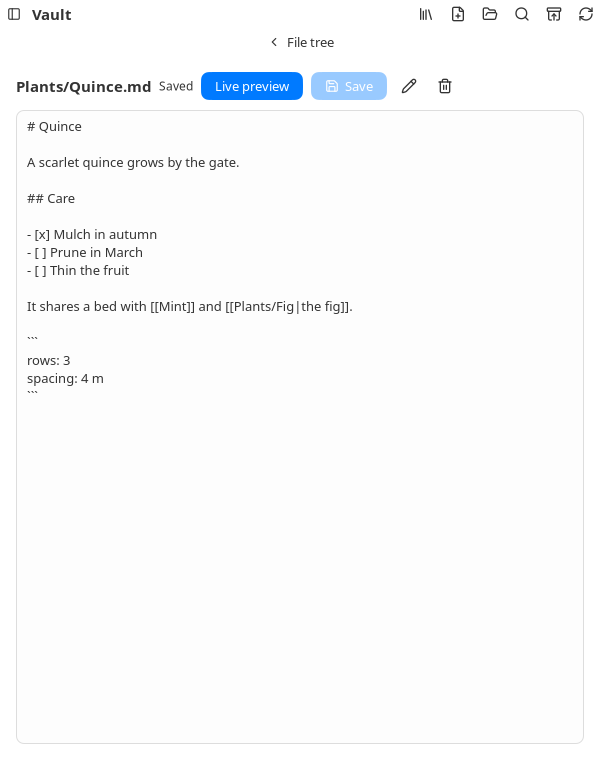 Vault
File tree
Plants/Quince.md Saved Live preview Save
# Quince
A scarlet quince grows by the gate.
## Care
- [x] Mulch in autumn
- [ ] Prune in March
- [ ] Thin the fruit
It shares a bed with [[Mint]] and [[Plants/Fig|the fig]].
```
rows: 3
spacing: 4 m
```